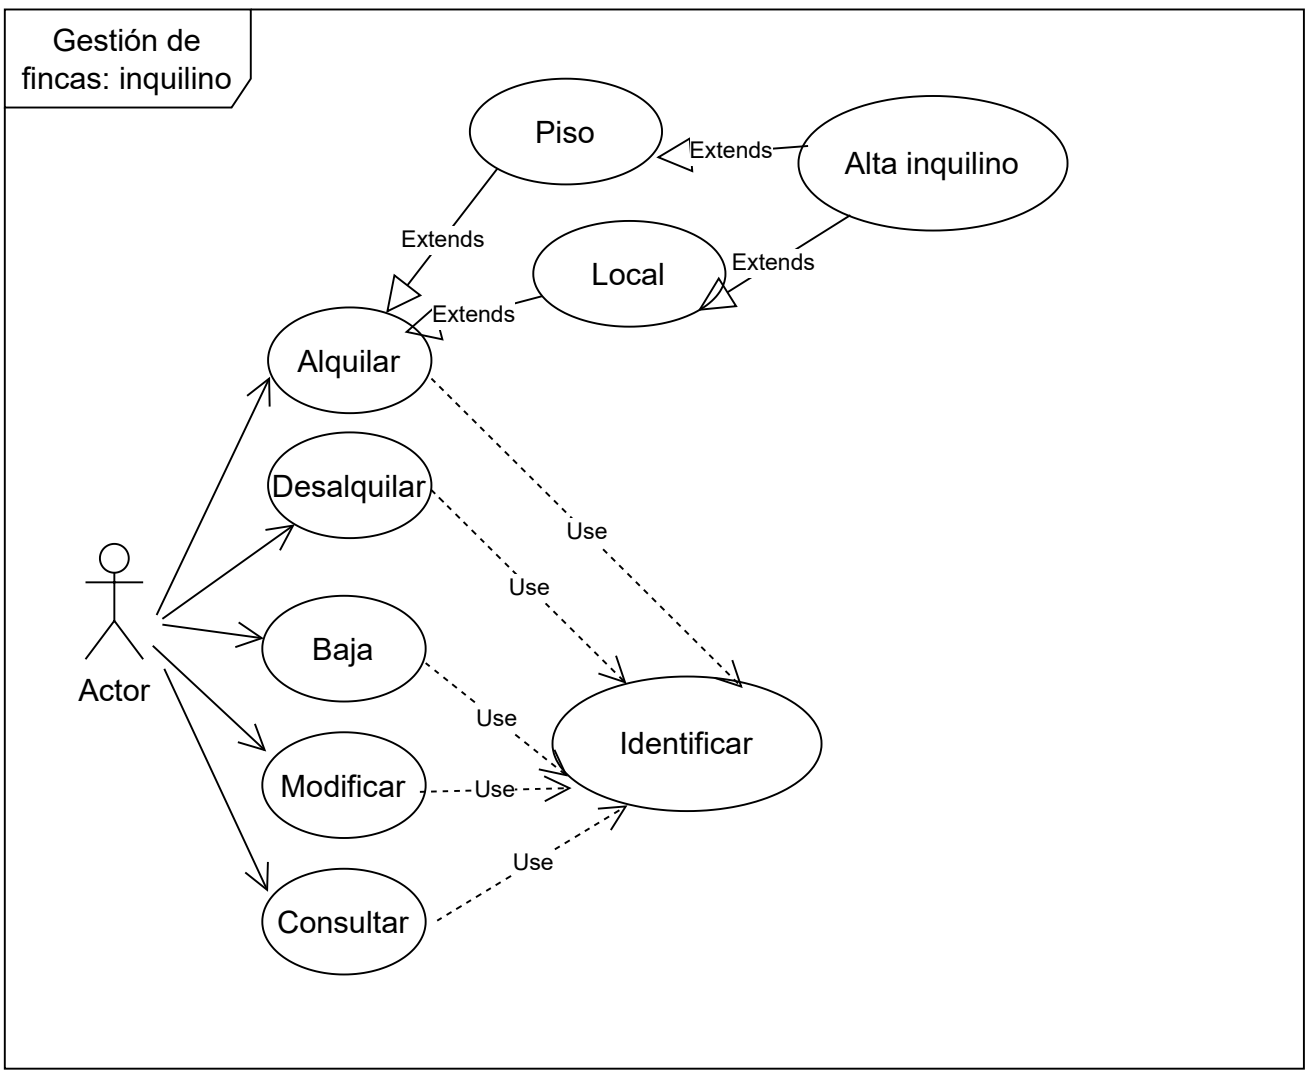 Gestión de
fincas: inquilino
Piso
Extends
Alta inquilino
Extends
Local
Extends
Extends
Alquilar
Desalquilar
Use
Use
Baja
Actor
Use
Identificar
Modificar
Use
Use
Consultar